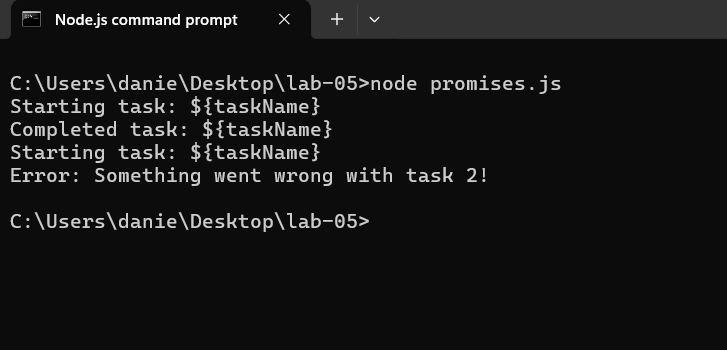 Node.js command prompt
C:\Users\danie\Desktop\lab-05>node promises.js
Starting task: ${taskName}
Completed task: ${taskName}
Starting task: ${taskName}
Error: Something went wrong with task 2!
C:\Users\danie\Desktop\lab-05>